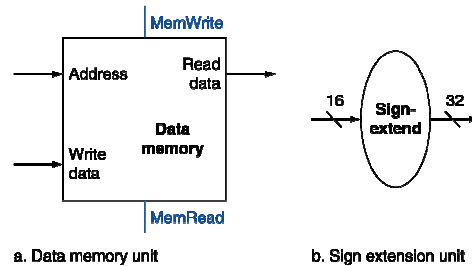 MemWrite
Address
Read
data
Data
memory
Write
data
MemRead
a. Data memory unit
16
Sign-
extend
32
b. Sign extension unit